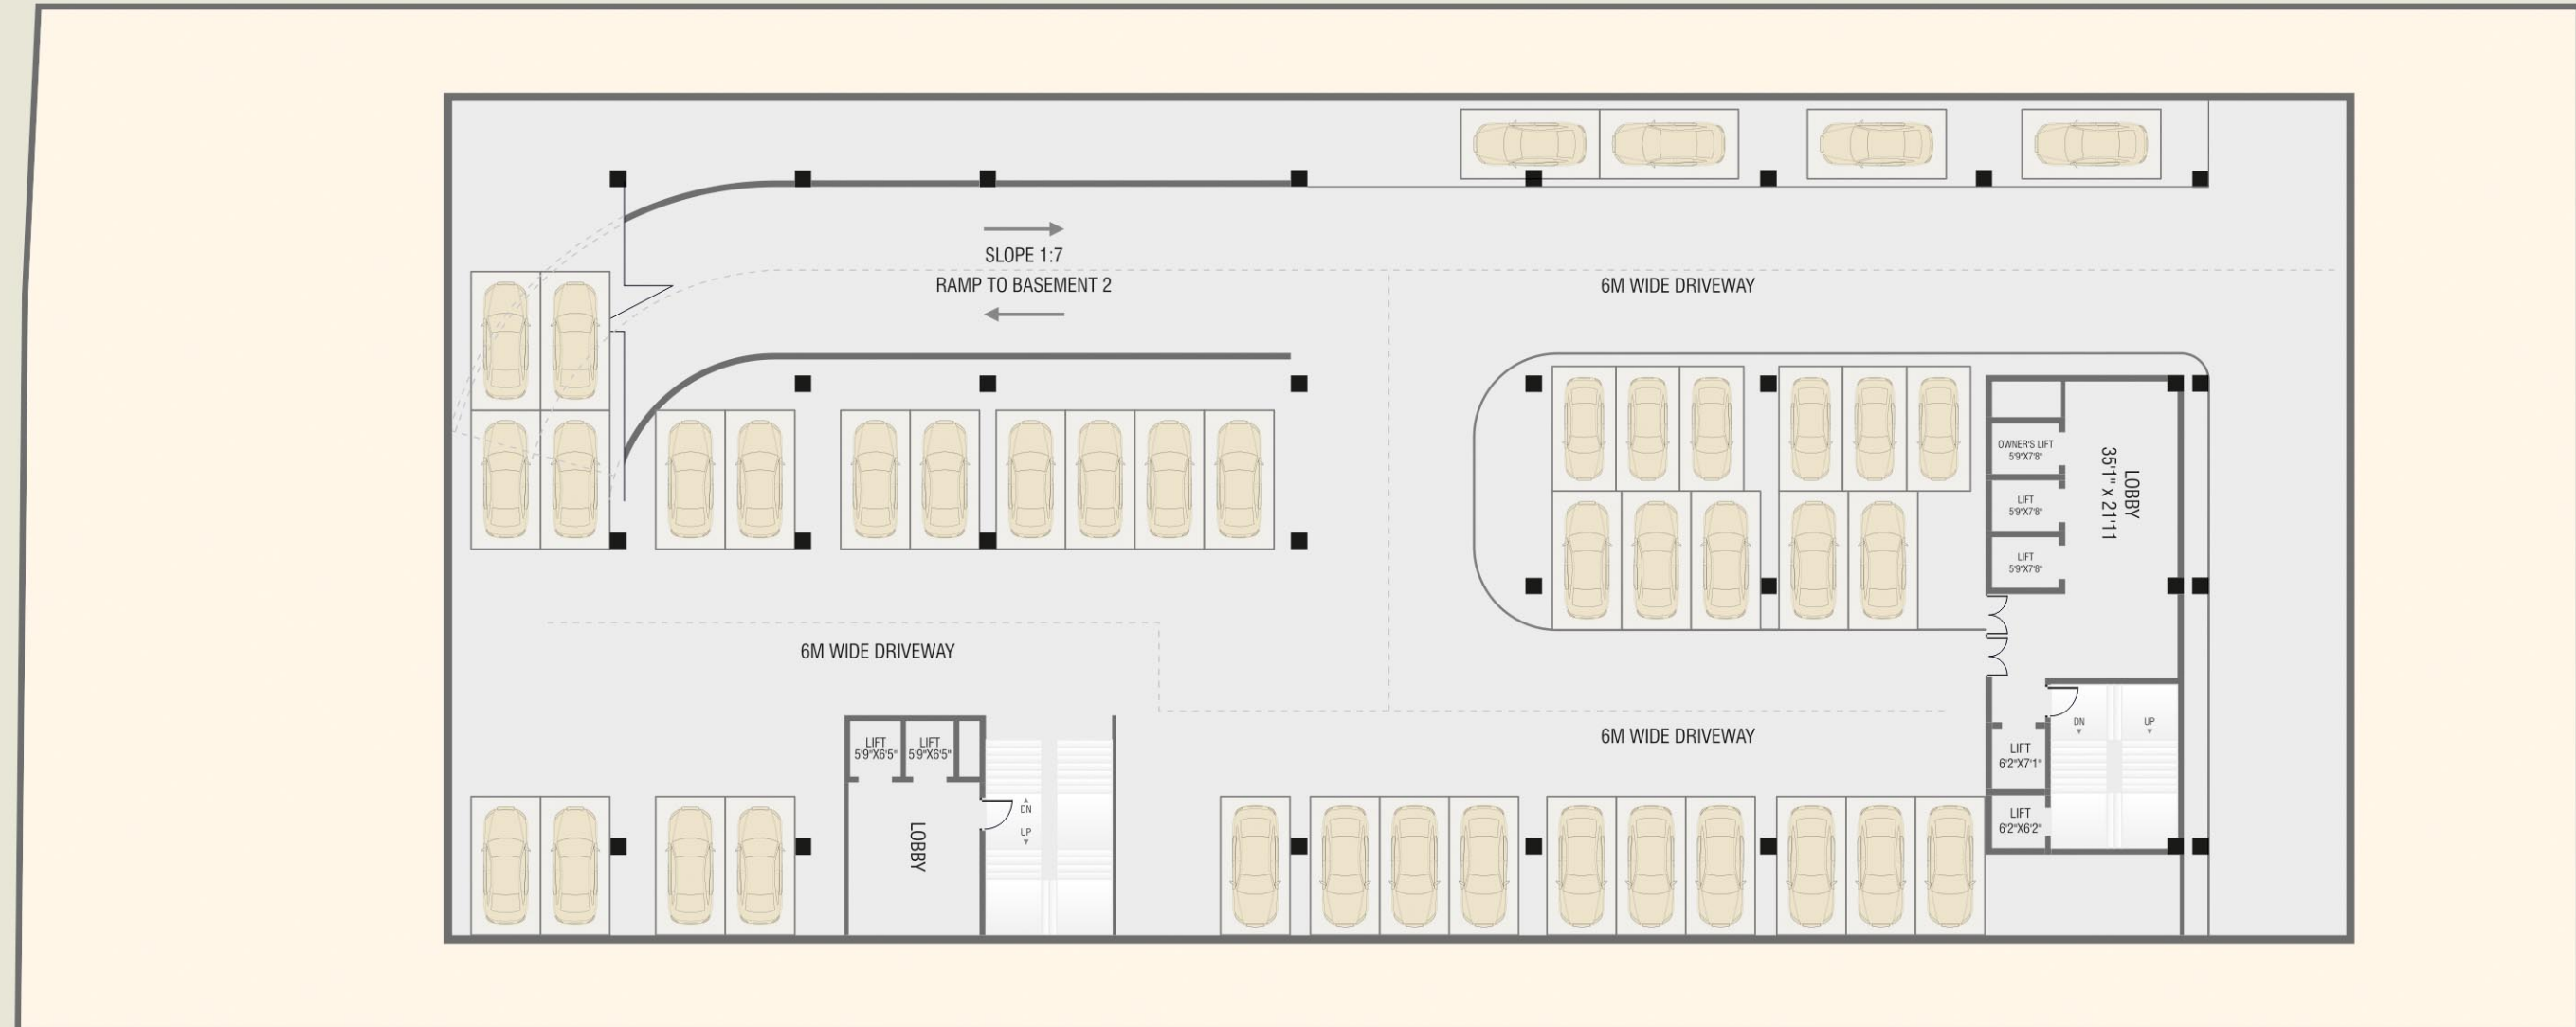 SLOPE 1:7
RAMP TO BASEMENT 2
6M WIDE DRIVEWAY
OWNER'S LIFT
5'9"X7'8"
LIFT
5'9"X7'8"
LIFT
5'9"X7'8"
LOBBY
35'1" x 21'11
6M WIDE DRIVEWAY
6M WIDE DRIVEWAY
LIFT
5'9"X6'5"
LIFT
5'9"X6'5"
LOBBY
DN
UP
DN
UP
LIFT
6'2"X7'1"
LIFT
6'2"X6'2"